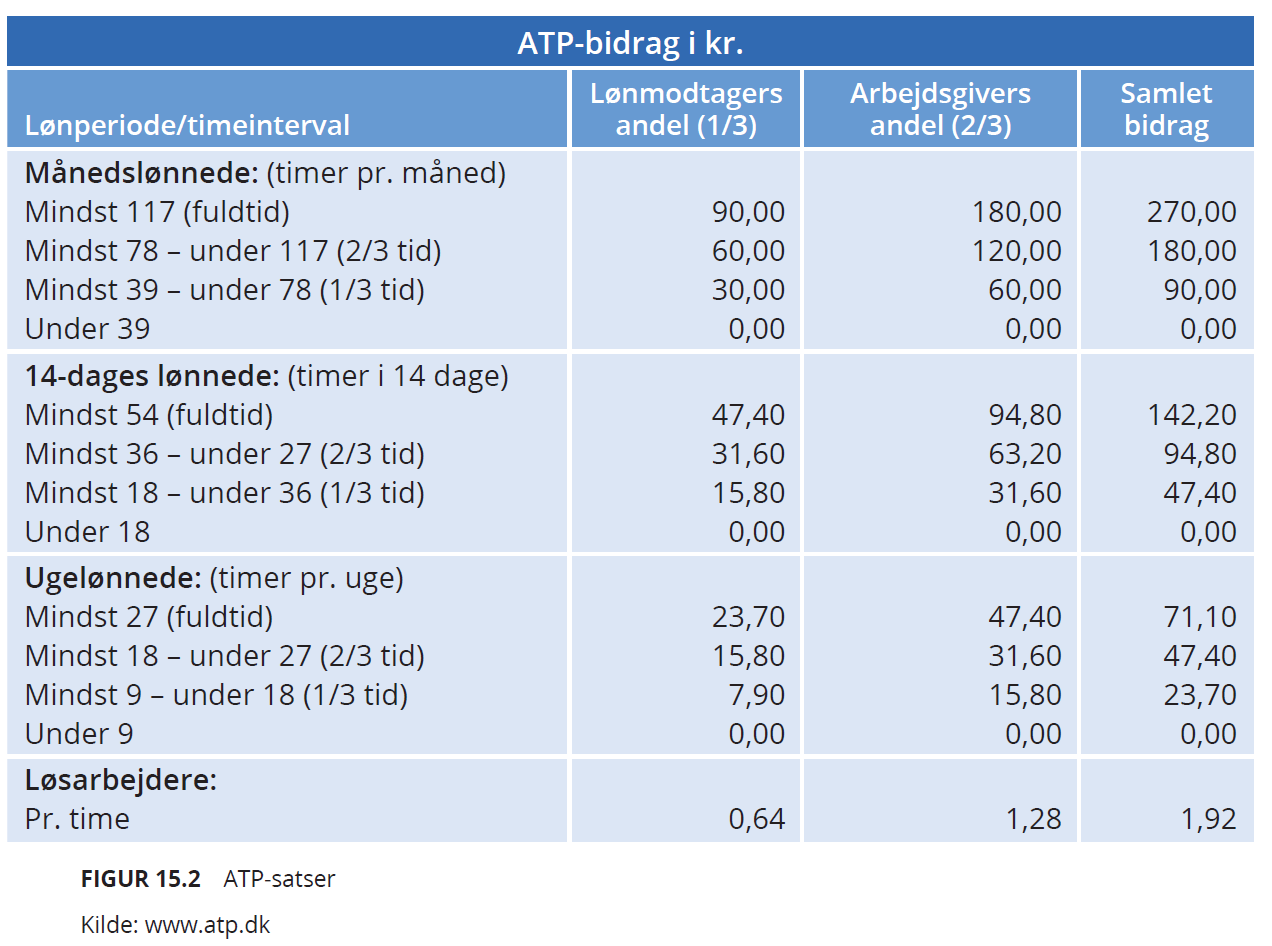 ATP-bidrag i kr.
Lønperiode/timeinterval Lønmodtagers andel (1/3) Arbejdsgivers andel (2/3) Samlet bidrag
Månedslønnede: (timer pr. måned)
Mindst 117 (fuldtid) 90,00 180,00 270,00
Mindst 78 – under 117 (2/3 tid) 60,00 120,00 180,00
Mindst 39 – under 78 (1/3 tid) 30,00 60,00 90,00
Under 39 0,00 0,00 0,00
14-dages lønnede: (timer i 14 dage)
Mindst 54 (fuldtid) 47,40 94,80 142,20
Mindst 36 – under 27 (2/3 tid) 31,60 63,20 94,80
Mindst 18 – under 36 (1/3 tid) 15,80 31,60 47,40
Under 18 0,00 0,00 0,00
Ugelønnede: (timer pr. uge)
Mindst 27 (fuldtid) 23,70 47,40 71,10
Mindst 18 – under 27 (2/3 tid) 15,80 31,60 47,40
Mindst 9 – under 18 (1/3 tid) 7,90 15,80 23,70
Under 9 0,00 0,00 0,00
Løsarbejdere:
Pr. time 0,64 1,28 1,92
FIGUR 15.2 ATP-satser
Kilde: www.atp.dk